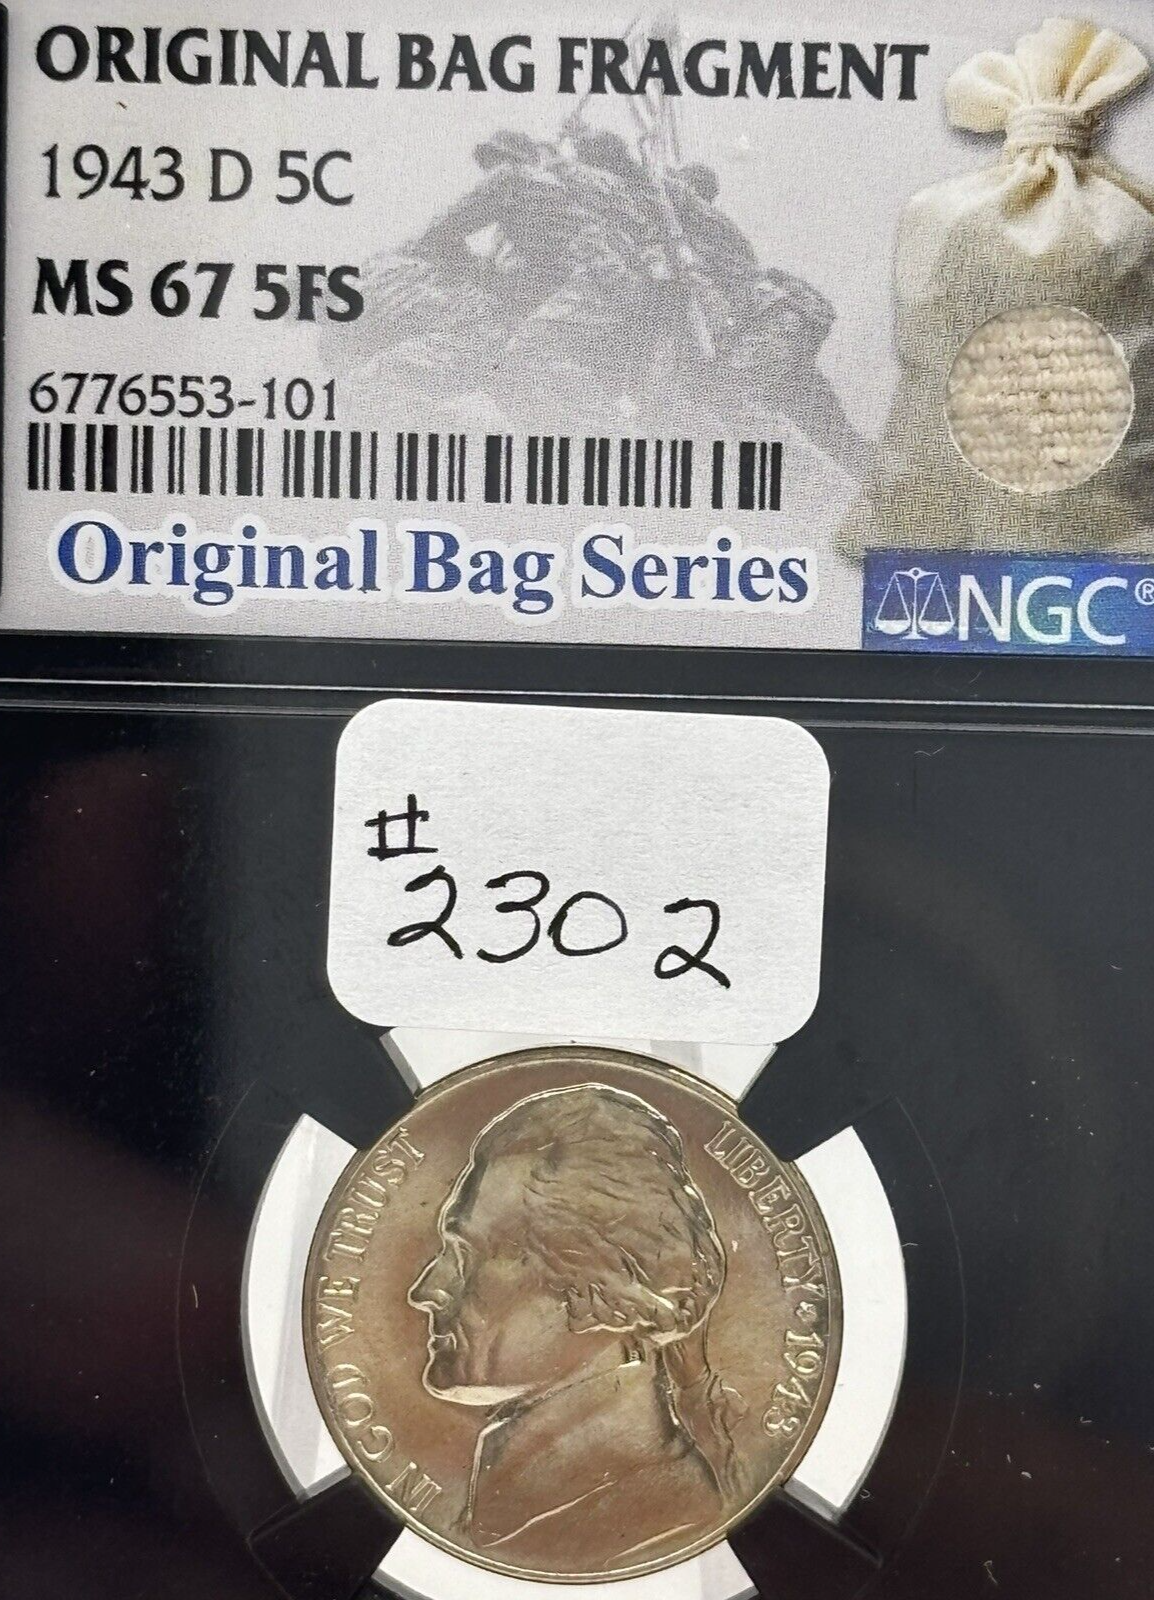 ORIGINAL BAG FRAGMENT
1943 D 5C
MS 67 5FS
6776553-101
Original Bag Series
NGC®
#
2302
IN GOD WE TRUST
LIBERTY ★ 1943